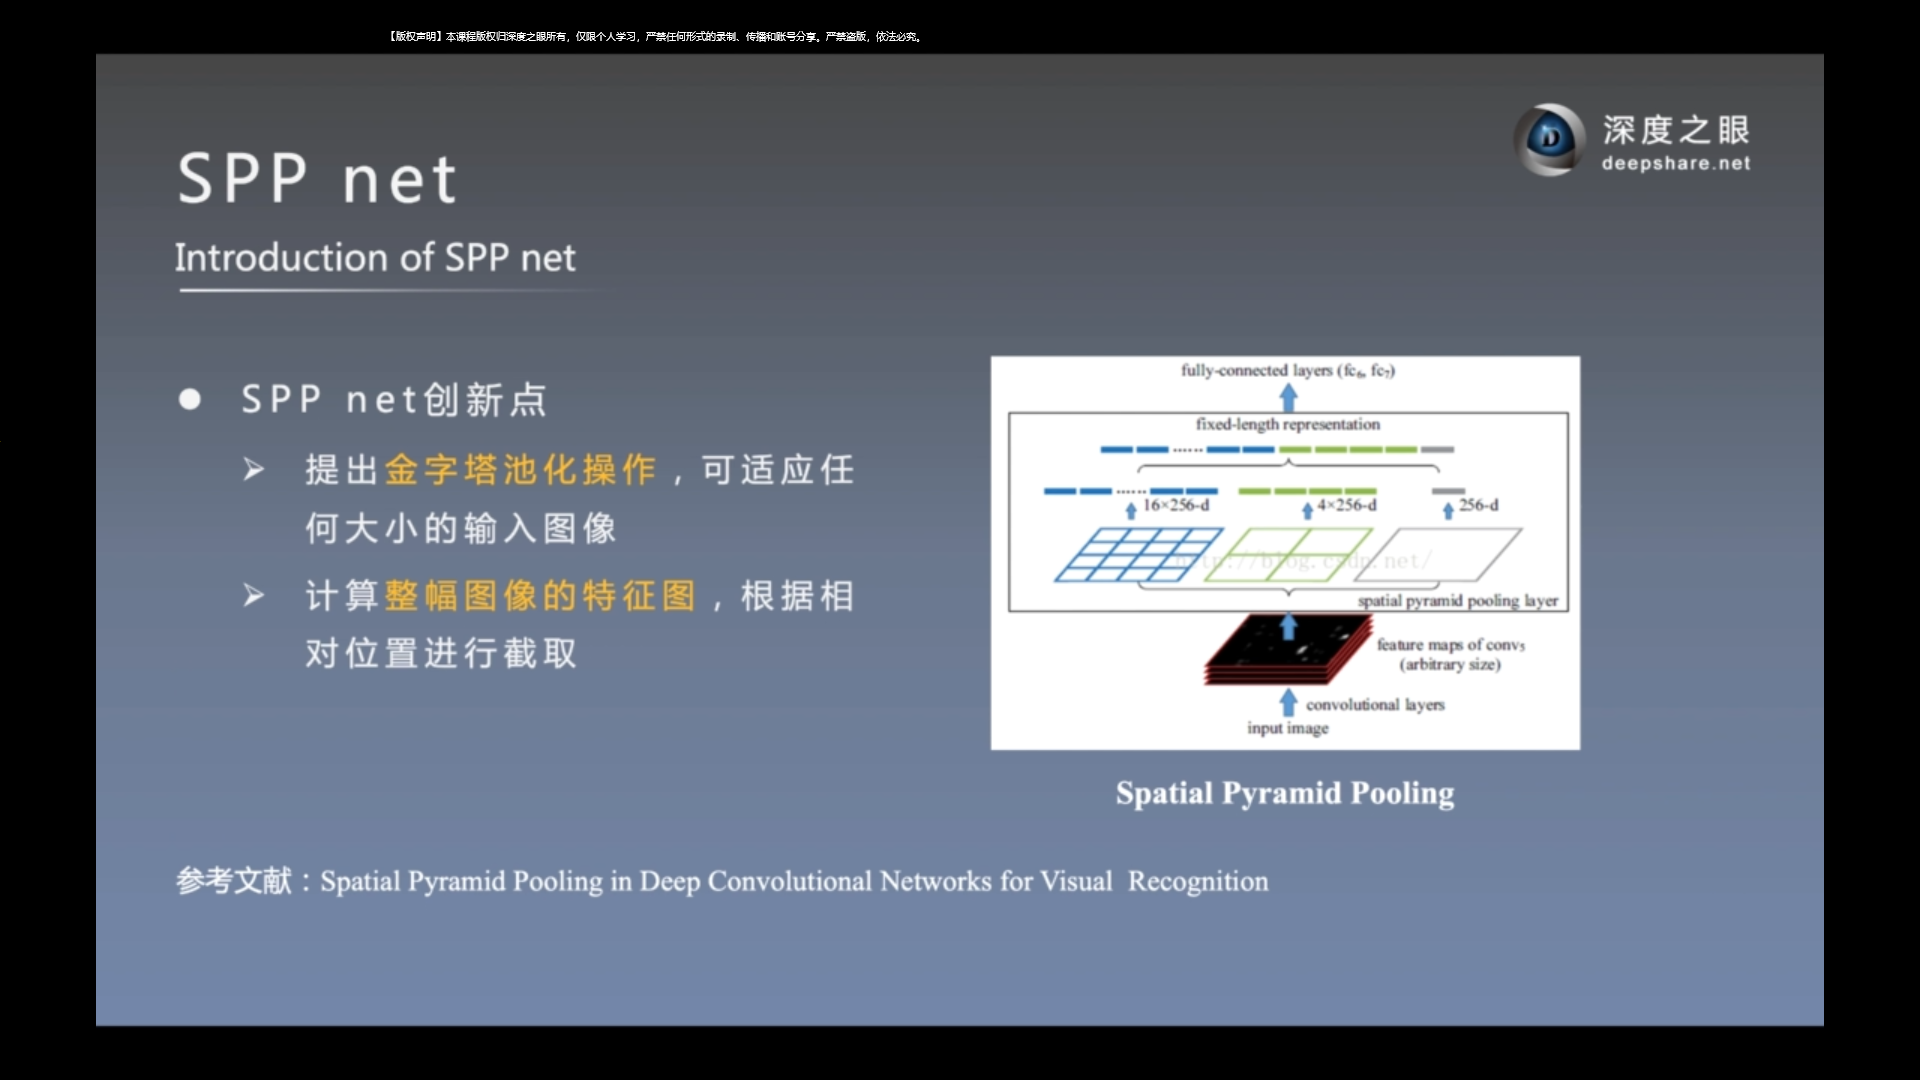 【版权声明】本课程版权归深度之眼所有，仅限个人学习，严禁任何形式的录制、传播和账号分享。严禁盗版，依法必究。
深度之眼
deepshare.net
SPP net
Introduction of SPP net
SPP net创新点
提出金字塔池化操作，可适应任
何大小的输入图像
计算整幅图像的特征图，根据相
对位置进行截取
fully-connected layers (fc₆, fc₇)
fixed-length representation
16×256-d
4×256-d
256-d
http://blog.csdn.net/
spatial pyramid pooling layer
feature maps of conv₅
(arbitrary size)
convolutional layers
input image
Spatial Pyramid Pooling
参考文献：Spatial Pyramid Pooling in Deep Convolutional Networks for Visual Recognition